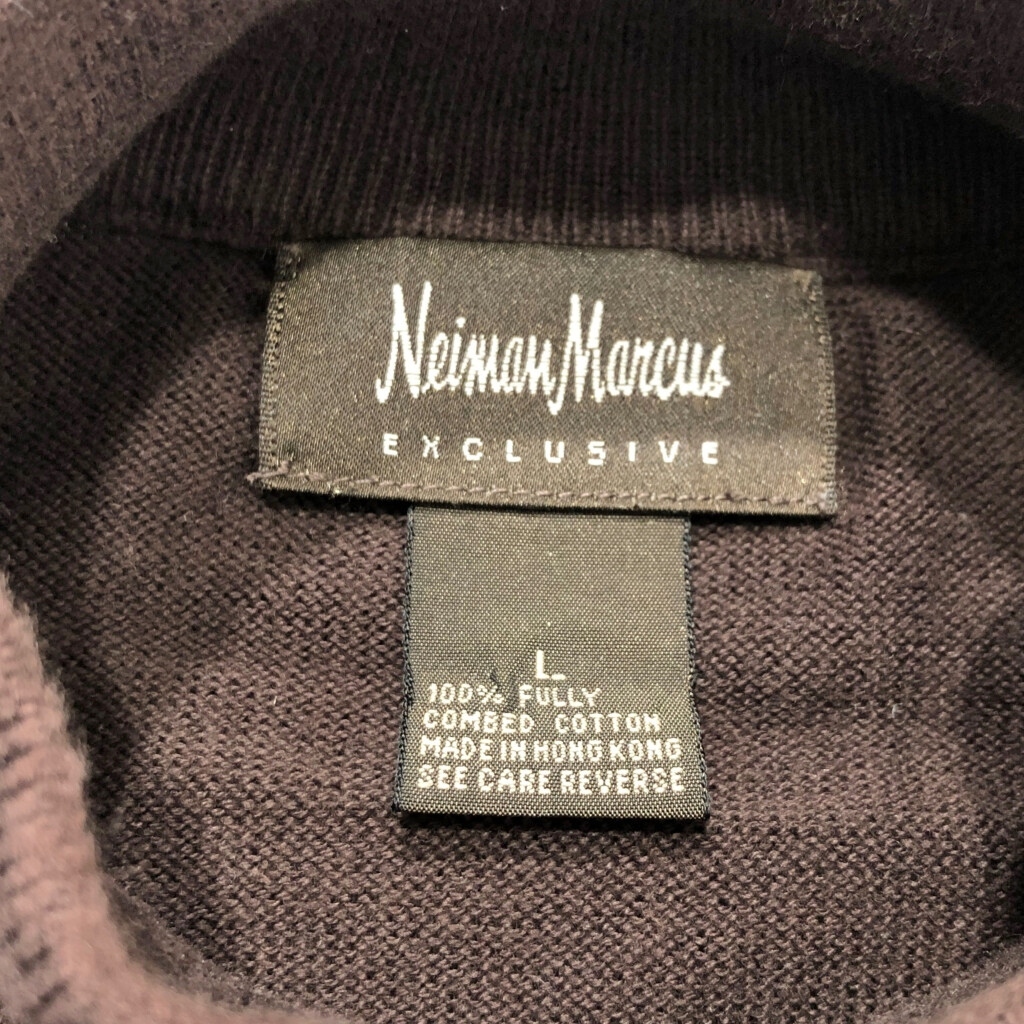 Neiman Marcus
EXCLUSIVE
L
100% FULLY
COMBED COTTON
MADE IN HONG KONG
SEE CARE REVERSE